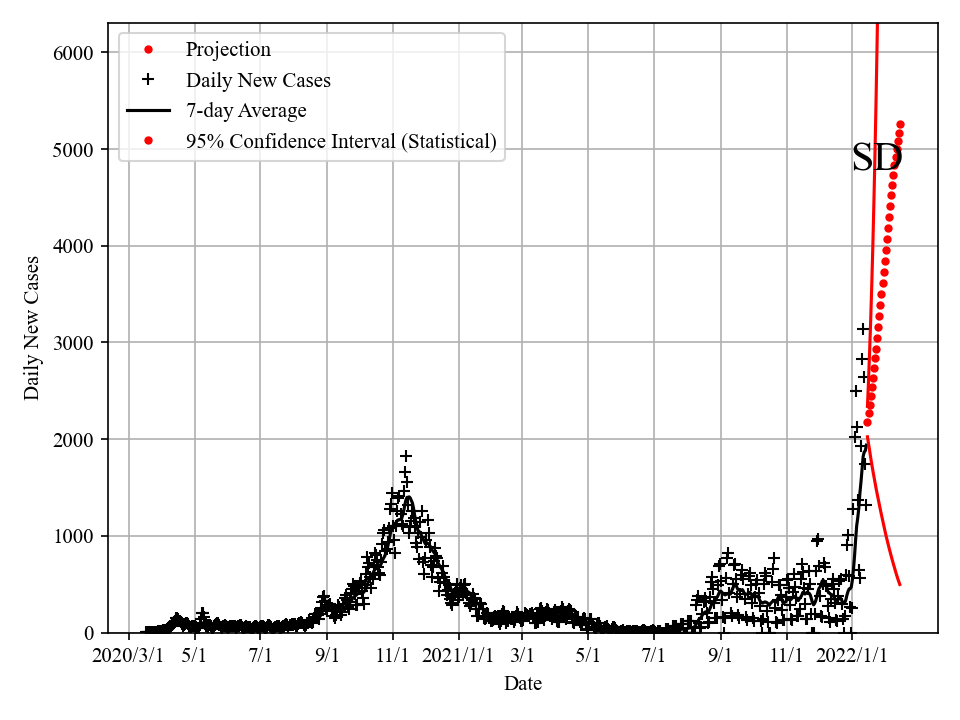 6000
5000
4000
3000
2000
1000
0
Daily New Cases
Projection
Daily New Cases
7-day Average
95% Confidence Interval (Statistical)
SD
2020/3/1 5/1 7/1 9/1 11/1 2021/1/1 3/1 5/1 7/1 9/1 11/1 2022/1/1
Date